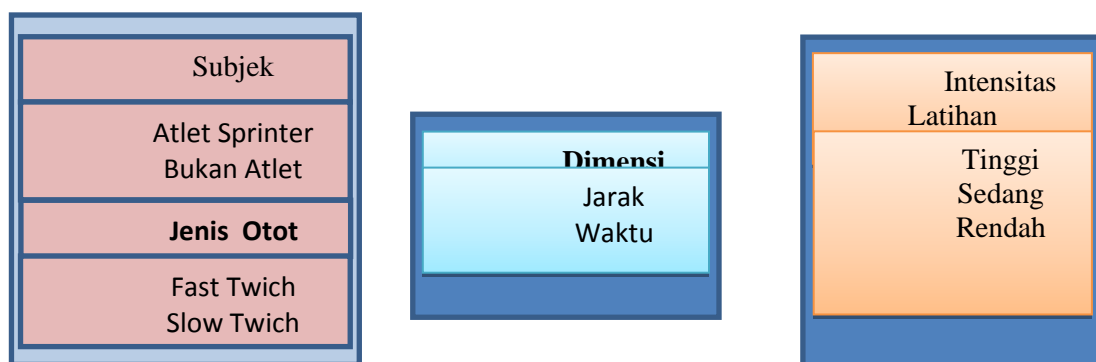 Subjek
Atlet Sprinter
Bukan Atlet
Jenis Otot
Fast Twich
Slow Twich
Dimensi
Jarak
Waktu
Intensitas
Latihan
Tinggi
Sedang
Rendah